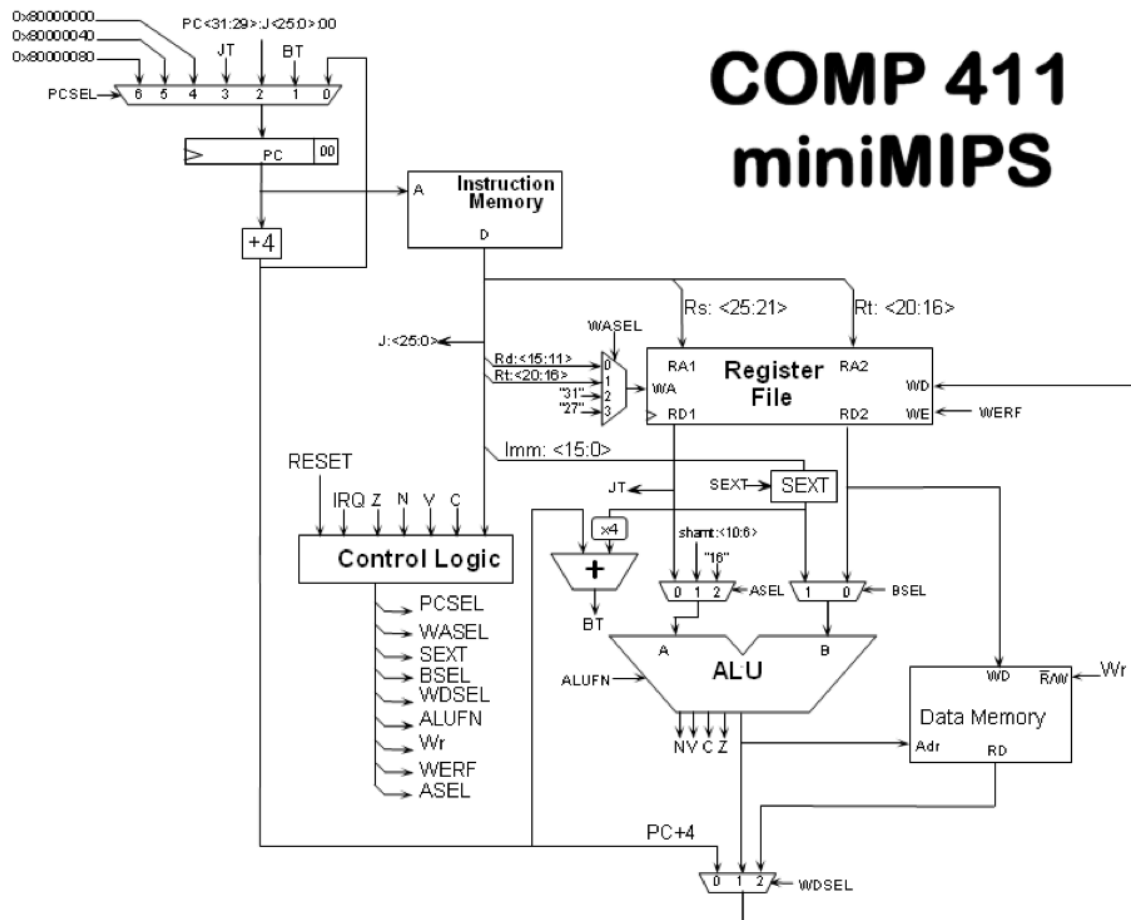 0x80000000
0x80000040
0x80000080
PC<31:29>:J<25:0>:00
JT
BT
PCSEL
6 5 4 3 2 1 0
COMP 411
miniMIPS
PC
00
A
Instruction
Memory
D
+4
Rs: <25:21>
Rt: <20:16>
J:<25:0>
WASEL
Rd:<15:11>
Rt:<20:16>
"31"
"27"
0
1
2
3
RA1
RA2
Register
File
WA
WD
RD1
RD2
WE
WERF
Imm: <15:0>
RESET
JT
SEXT
SEXT
IRQ Z N V C
x4
shamt:<10:6>
"16"
Control Logic
+
0 1 2
ASEL
1 0
BSEL
BT
PCSEL
WASEL
SEXT
BSEL
WDSEL
ALUFN
Wr
WERF
ASEL
A
B
ALU
ALUFN
N V C Z
WD
R/W
Wr
Data Memory
Adr
RD
PC+4
0 1 2
WDSEL